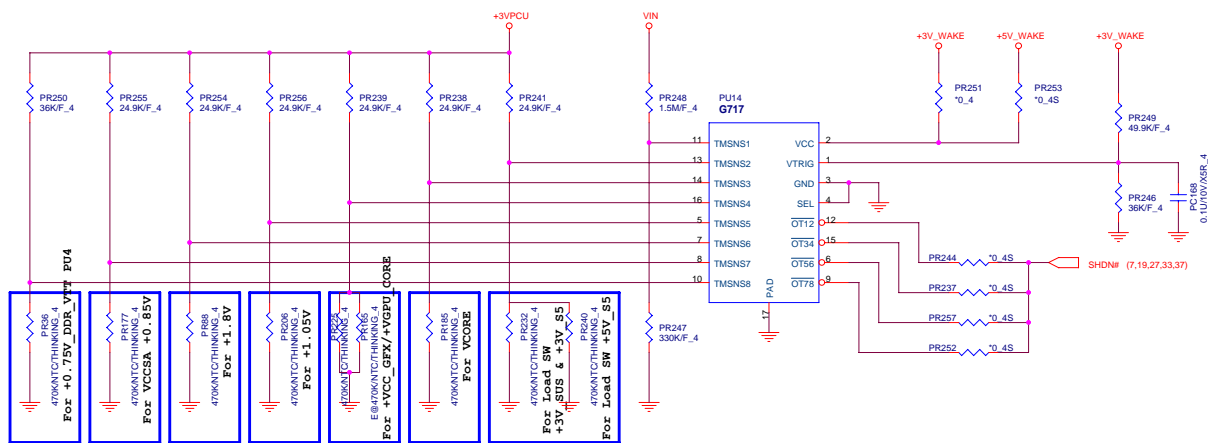 +3VPCU
VIN
+3V_WAKE
+5V_WAKE
+3V_WAKE
PR250
36K/F_4
PR255
24.9K/F_4
PR254
24.9K/F_4
PR256
24.9K/F_4
PR239
24.9K/F_4
PR238
24.9K/F_4
PR241
24.9K/F_4
PR248
1.5M/F_4
PU14
G717
PR251
*0_4
PR253
*0_4S
PR249
49.9K/F_4
11 TMSNS1
13 TMSNS2
14 TMSNS3
16 TMSNS4
5 TMSNS5
7 TMSNS6
8 TMSNS7
10 TMSNS8
VCC 2
VTRIG 1
GND 3
SEL 4
OT12 12
OT34 15
OT56 6
OT78 9
PAD
17
PR246
36K/F_4
PC168
0.1U/10V/X5R_4
PR244 *0_4S
PR237 *0_4S
PR257 *0_4S
PR252 *0_4S
SHDN# (7,19,27,33,37)
PR247
330K/F_4
PR36
470K/NTC/THINKING_4
For +0.75V_DDR_VTT PU4
PR177
470K/NTC/THINKING_4
For VCCSA +0.85V
PR88
470K/NTC/THINKING_4
For +1.8V
PR206
470K/NTC/THINKING_4
For +1.05V
PR225
470K/NTC/THINKING_4
PR165
E@470K/NTC/THINKING_4
For +VCC_GFX/+VGPU_CORE
PR185
470K/NTC/THINKING_4
For VCORE
PR232
470K/NTC/THINKING_4
For Load SW
+3V_SUS & +3V_S5
PR240
470K/NTC/THINKING_4
For Load SW +5V_S5